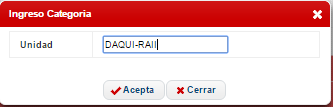 Ingreso Categoria
Unidad DAQUI-RAII
Acepta Cerrar